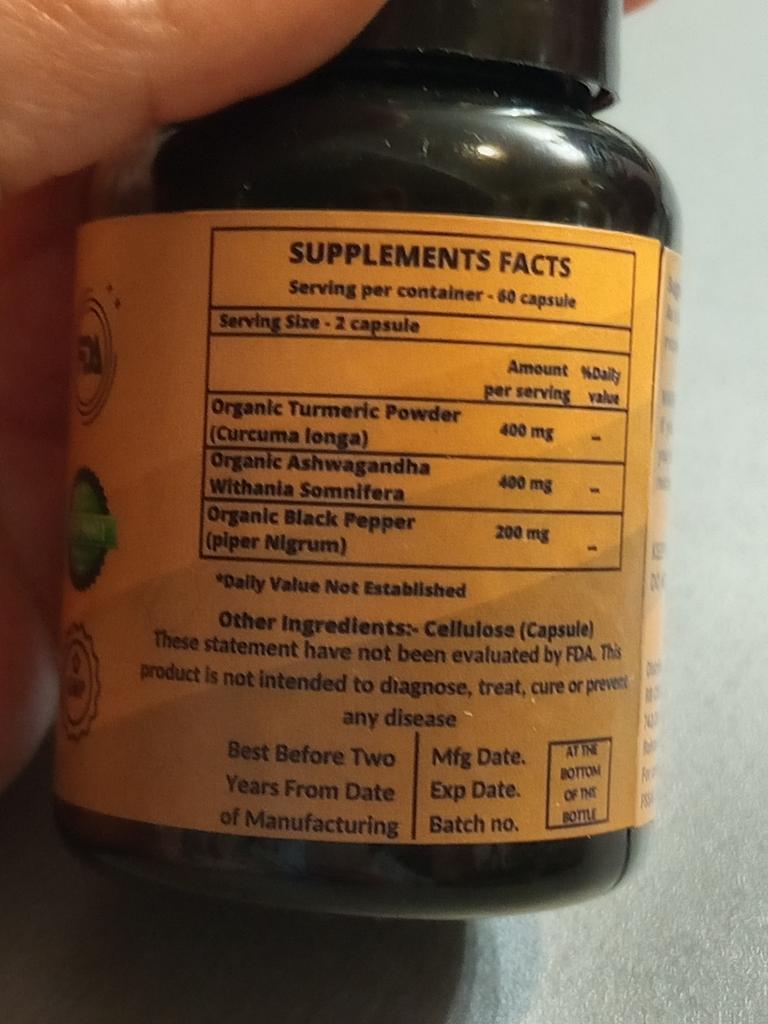 SUPPLEMENTS FACTS
Serving per container - 60 capsule
Serving Size - 2 capsule
Amount per serving %Daily value
Organic Turmeric Powder
(Curcuma longa) 400 mg –
Organic Ashwagandha
Withania Somnifera 400 mg –
Organic Black Pepper
(piper Nigrum) 200 mg –
*Daily Value Not Established
Other Ingredients:- Cellulose (Capsule)
These statement have not been evaluated by FDA. This
product is not intended to diagnose, treat, cure or prevent
any disease
Best Before Two
Years From Date
of Manufacturing
Mfg Date.
Exp Date.
Batch no.
AT THE
BOTTOM
OF THE
BOTTLE